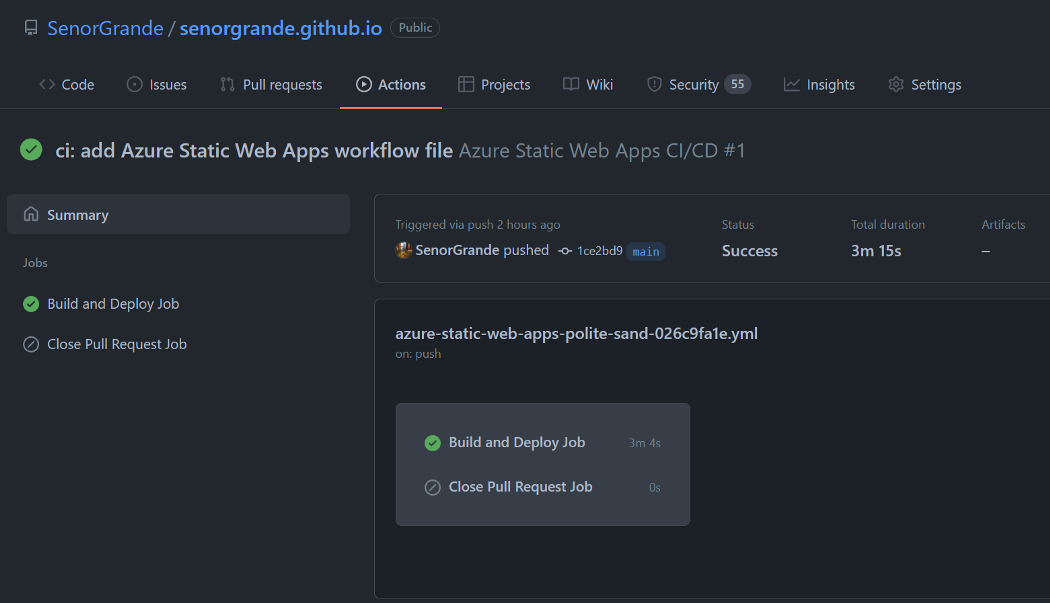 SenorGrande / senorgrande.github.io Public
Code Issues Pull requests Actions Projects Wiki Security 55 Insights Settings
ci: add Azure Static Web Apps workflow file Azure Static Web Apps CI/CD #1
Summary
Jobs
Build and Deploy Job
Close Pull Request Job
Triggered via push 2 hours ago
SenorGrande pushed 1ce2bd9 main
Status
Success
Total duration
3m 15s
Artifacts
–
azure-static-web-apps-polite-sand-026c9fa1e.yml
on: push
Build and Deploy Job 3m 4s
Close Pull Request Job 0s